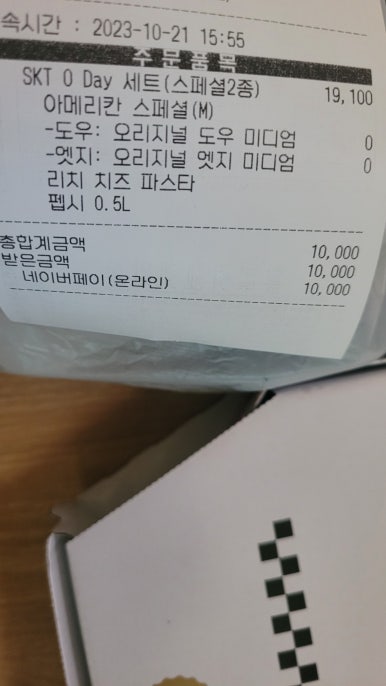 속시간 : 2023-10-21 15:55
주문품목
SKT 0 Day 세트(스페셜2종) 19,100
아메리칸 스페셜(M)
-도우: 오리지널 도우 미디엄 0
-엣지: 오리지널 엣지 미디엄 0
리치 치즈 파스타
펩시 0.5L
총합계금액 10,000
받은금액 10,000
네이버페이(온라인) 10,000